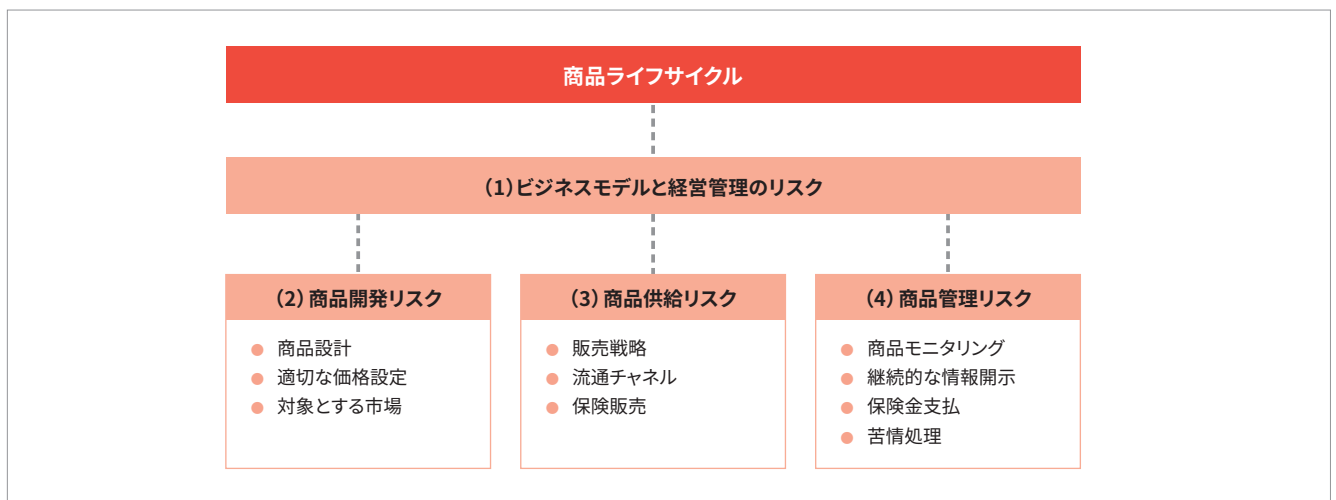 商品ライフサイクル
（1）ビジネスモデルと経営管理のリスク
（2）商品開発リスク
● 商品設計
● 適切な価格設定
● 対象とする市場
（3）商品供給リスク
● 販売戦略
● 流通チャネル
● 保険販売
（4）商品管理リスク
● 商品モニタリング
● 継続的な情報開示
● 保険金支払
● 苦情処理